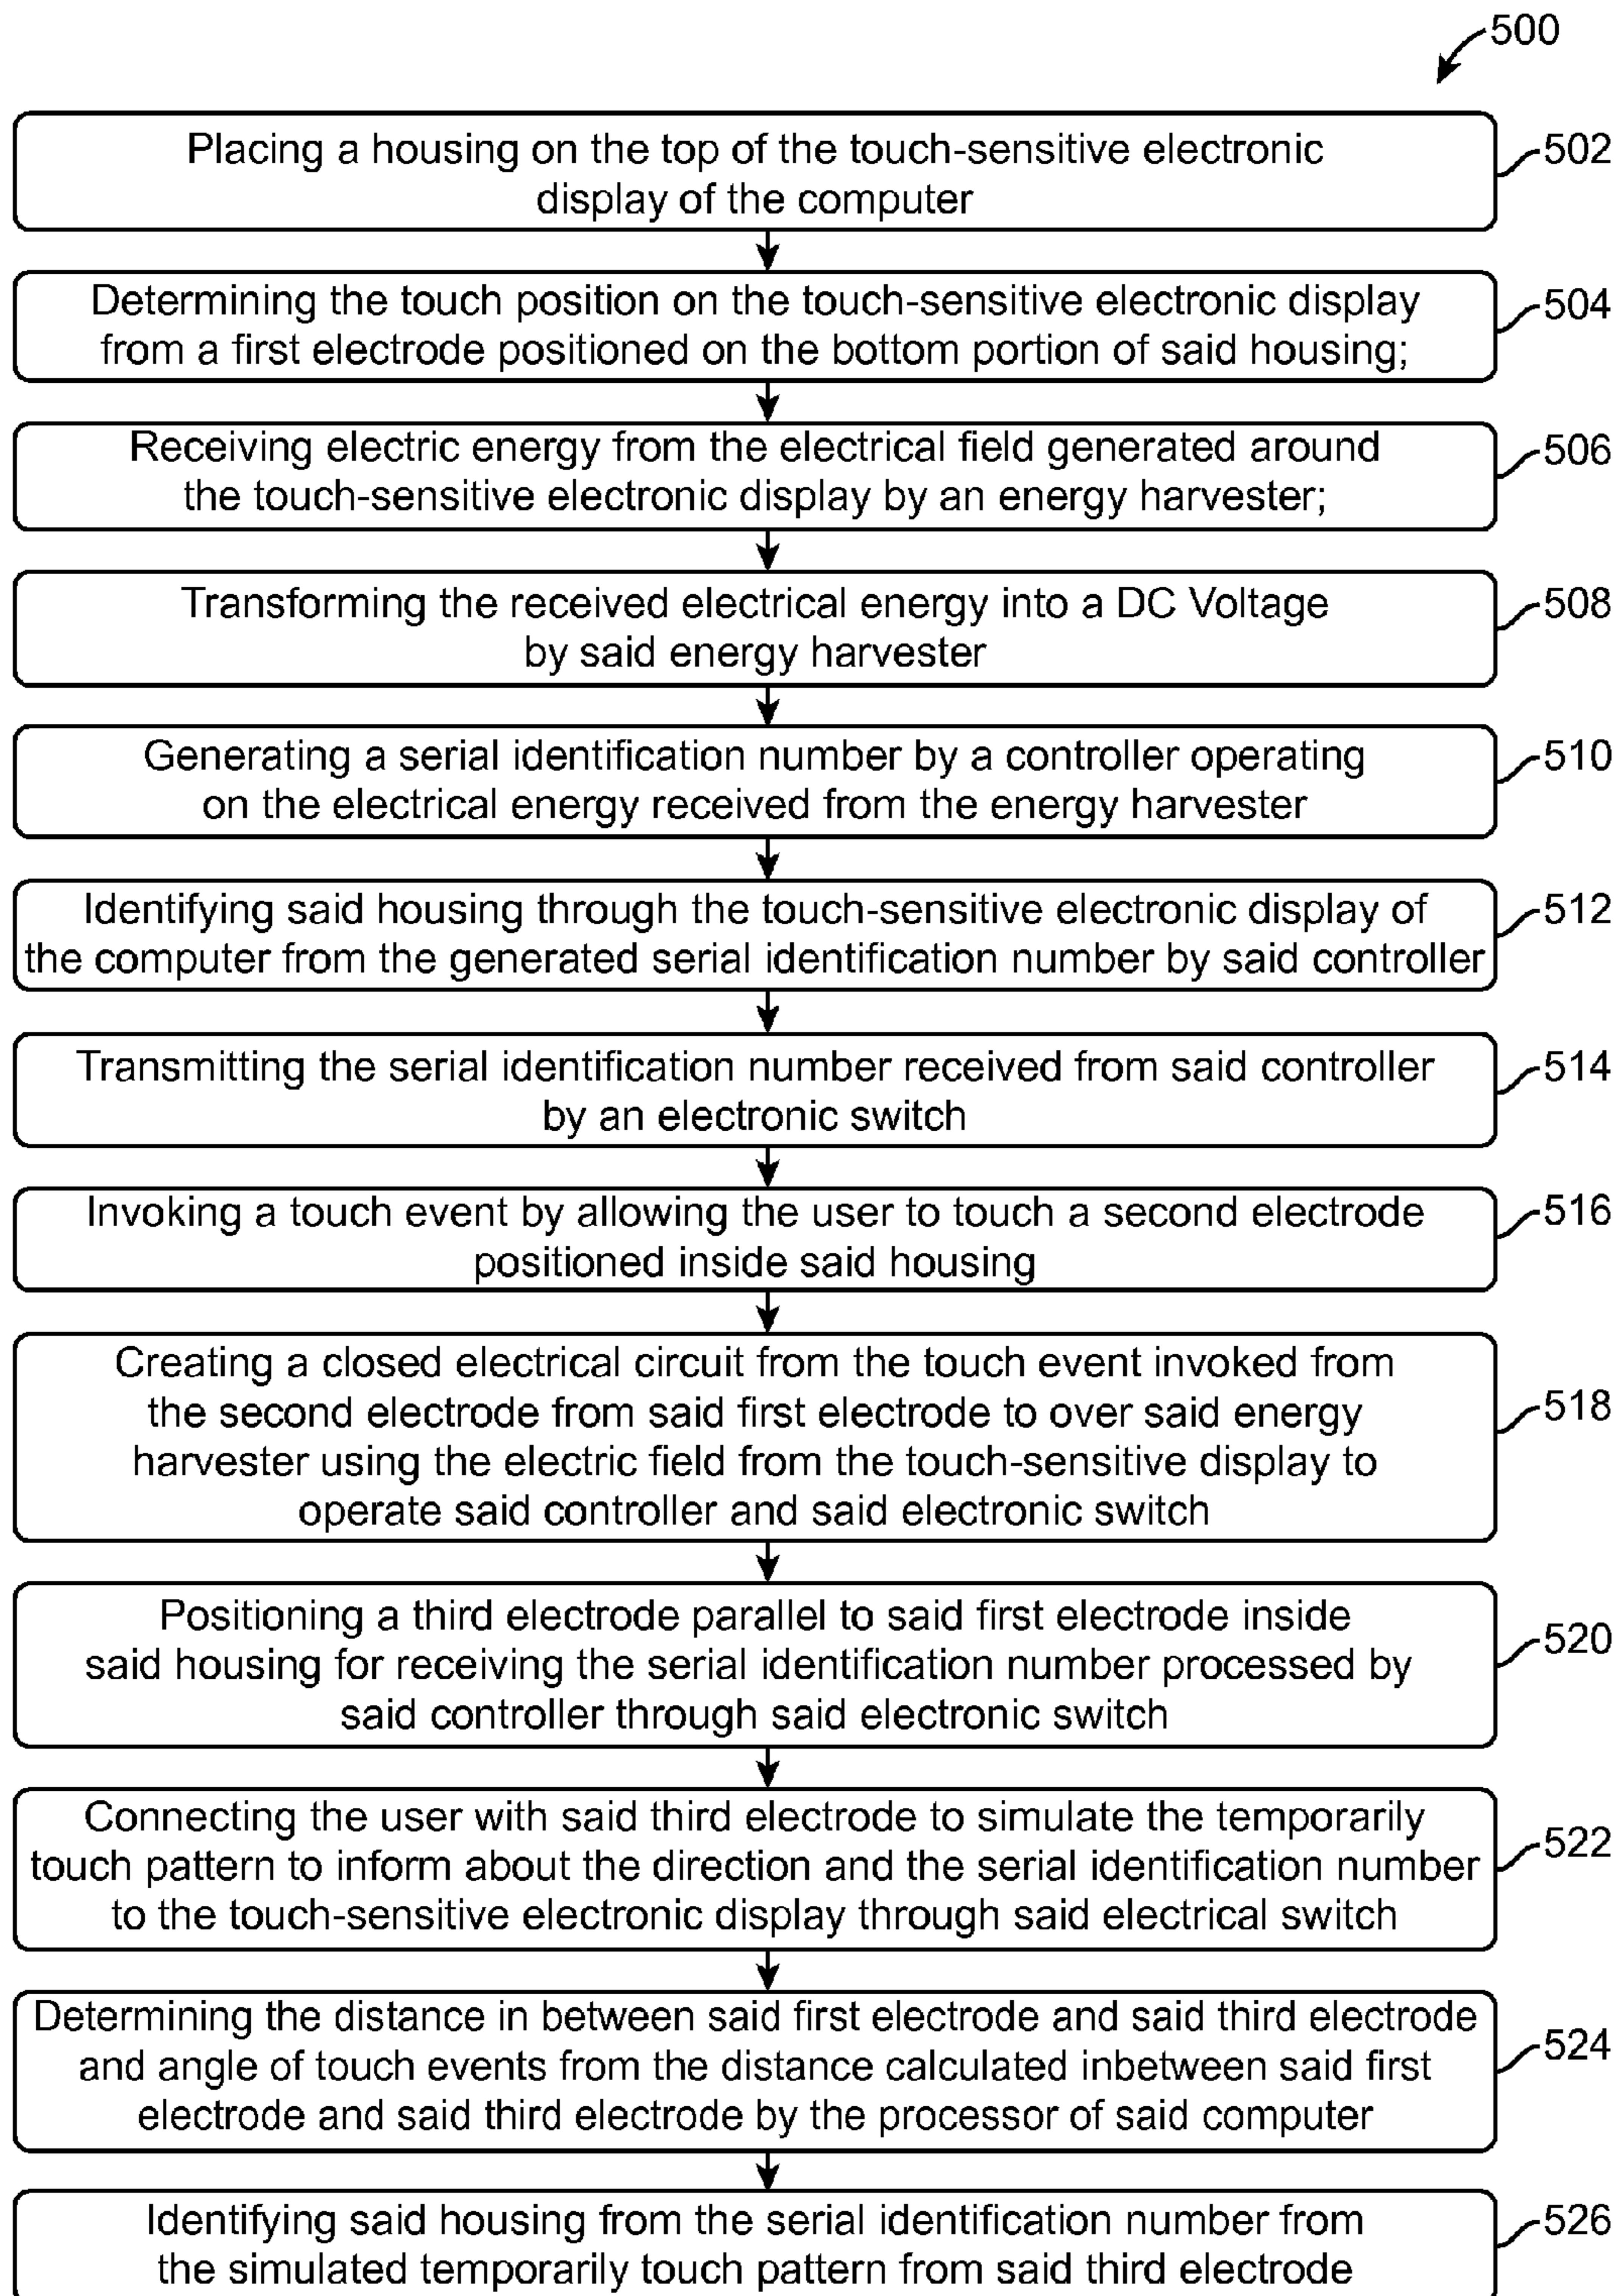 500
Placing a housing on the top of the touch-sensitive electronic
display of the computer
502
Determining the touch position on the touch-sensitive electronic display
from a first electrode positioned on the bottom portion of said housing;
504
Receiving electric energy from the electrical field generated around
the touch-sensitive electronic display by an energy harvester;
506
Transforming the received electrical energy into a DC Voltage
by said energy harvester
508
Generating a serial identification number by a controller operating
on the electrical energy received from the energy harvester
510
Identifying said housing through the touch-sensitive electronic display of
the computer from the generated serial identification number by said controller
512
Transmitting the serial identification number received from said controller
by an electronic switch
514
Invoking a touch event by allowing the user to touch a second electrode
positioned inside said housing
516
Creating a closed electrical circuit from the touch event invoked from
the second electrode from said first electrode to over said energy
harvester using the electric field from the touch-sensitive display to
operate said controller and said electronic switch
518
Positioning a third electrode parallel to said first electrode inside
said housing for receiving the serial identification number processed by
said controller through said electronic switch
520
Connecting the user with said third electrode to simulate the temporarily
touch pattern to inform about the direction and the serial identification number
to the touch-sensitive electronic display through said electrical switch
522
Determining the distance in between said first electrode and said third electrode
and angle of touch events from the distance calculated inbetween said first
electrode and said third electrode by the processor of said computer
524
Identifying said housing from the serial identification number from
the simulated temporarily touch pattern from said third electrode
526